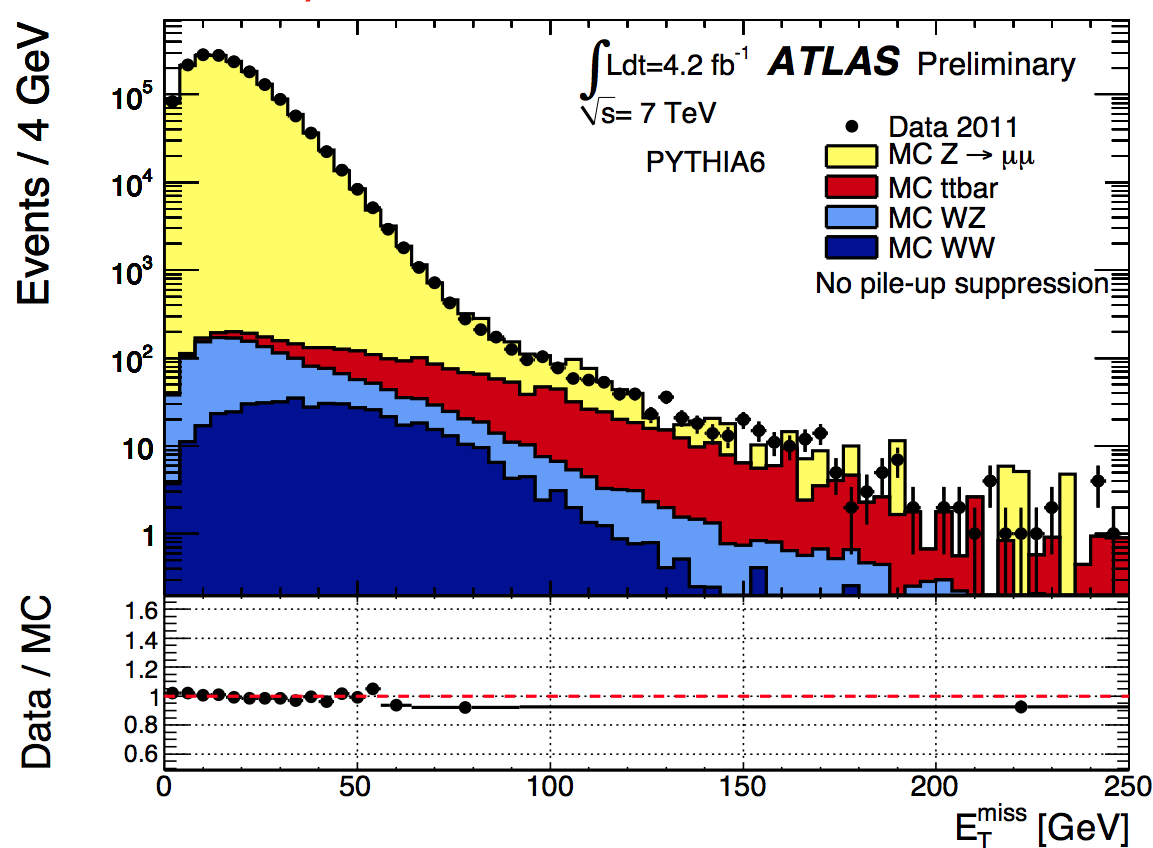 ∫Ldt=4.2 fb⁻¹ ATLAS Preliminary
√s= 7 TeV
PYTHIA6
Data 2011
MC Z → μμ
MC ttbar
MC WZ
MC WW
No pile-up suppression
Events / 4 GeV
10⁵
10⁴
10³
10²
10
1
Data / MC
1.6
1.4
1.2
1
0.8
0.6
0 50 100 150 200 250
E_T^miss [GeV]